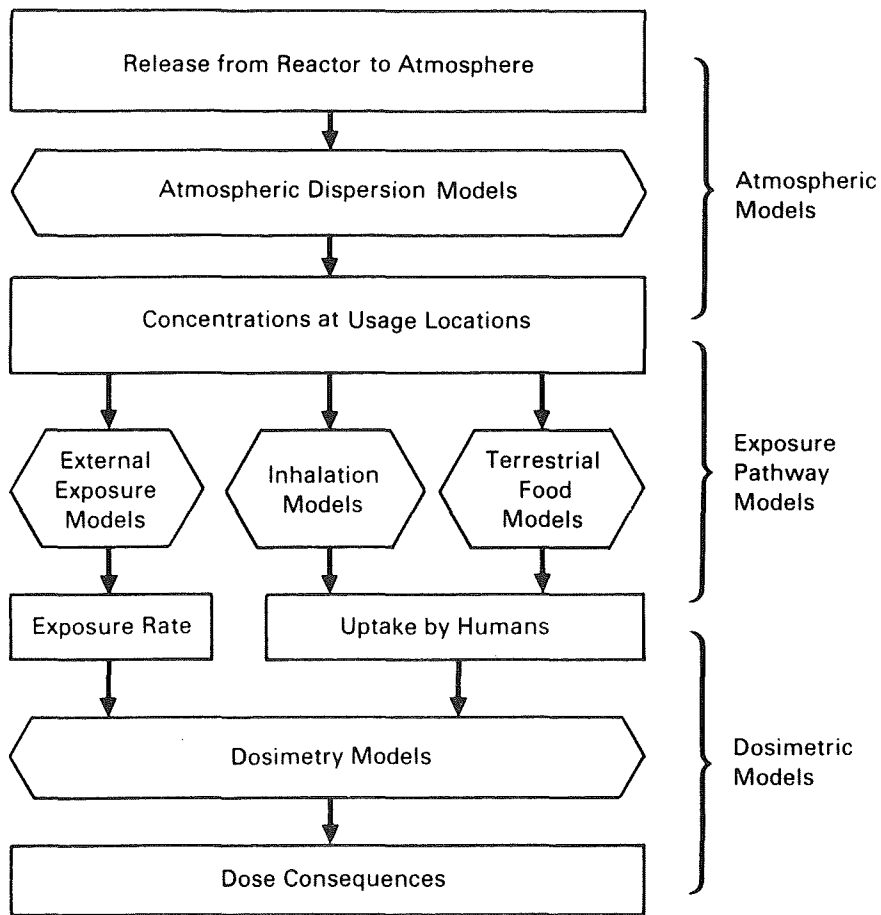 Release from Reactor to Atmosphere
Atmospheric Dispersion Models
Atmospheric
Models
Concentrations at Usage Locations
External
Exposure
Models
Inhalation
Models
Terrestrial
Food
Models
Exposure
Pathway
Models
Exposure Rate
Uptake by Humans
Dosimetry Models
Dosimetric
Models
Dose Consequences